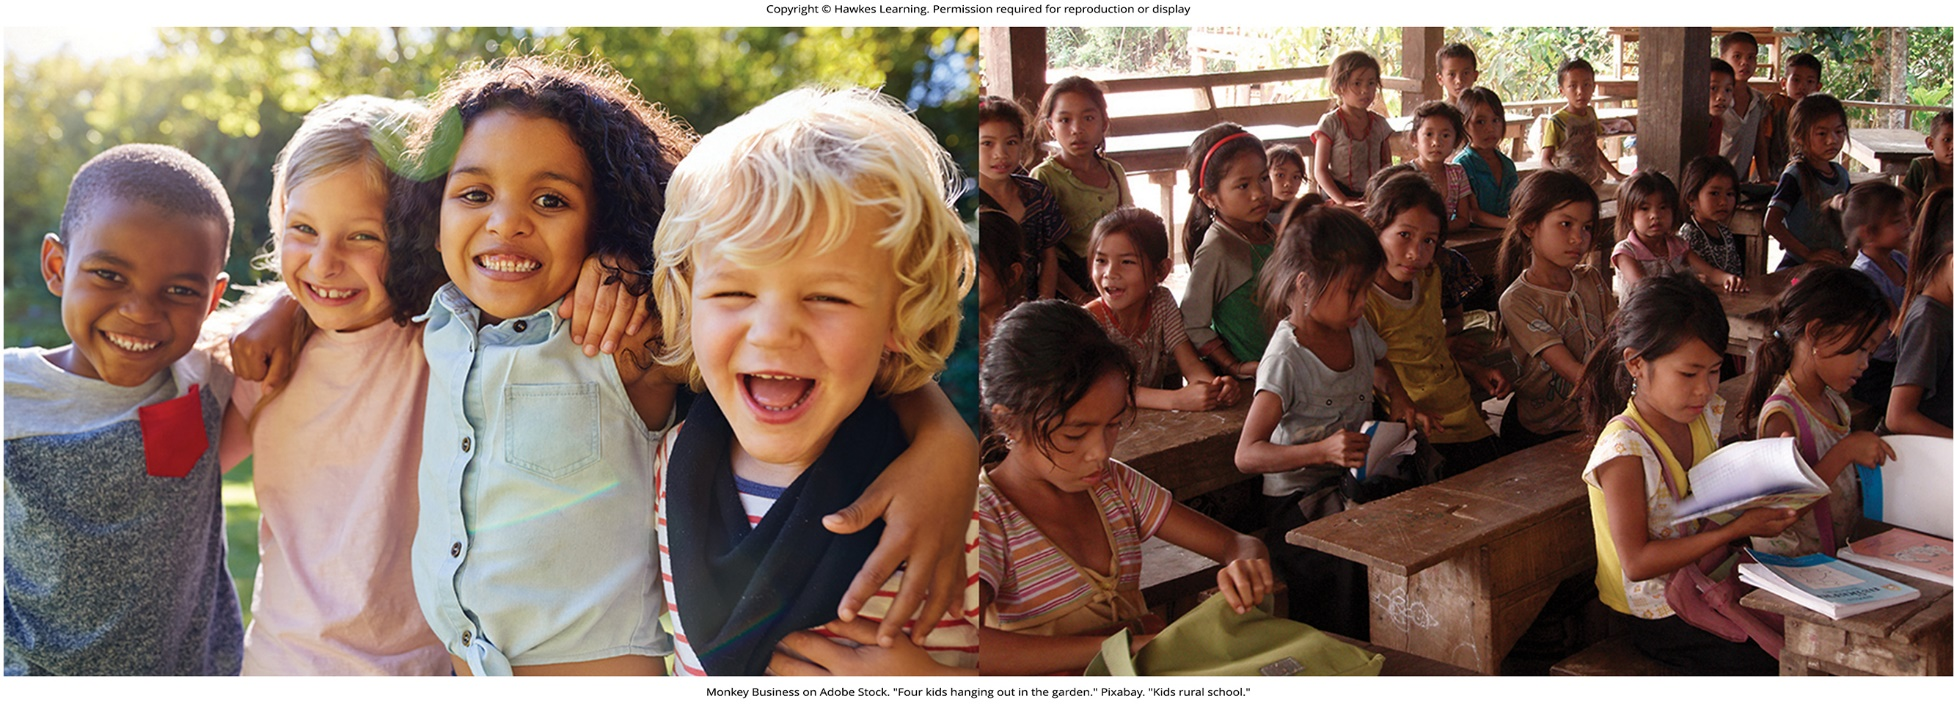 Copyright © Hawkes Learning. Permission required for reproduction or display
Monkey Business on Adobe Stock. "Four kids hanging out in the garden." Pixabay. "Kids rural school."